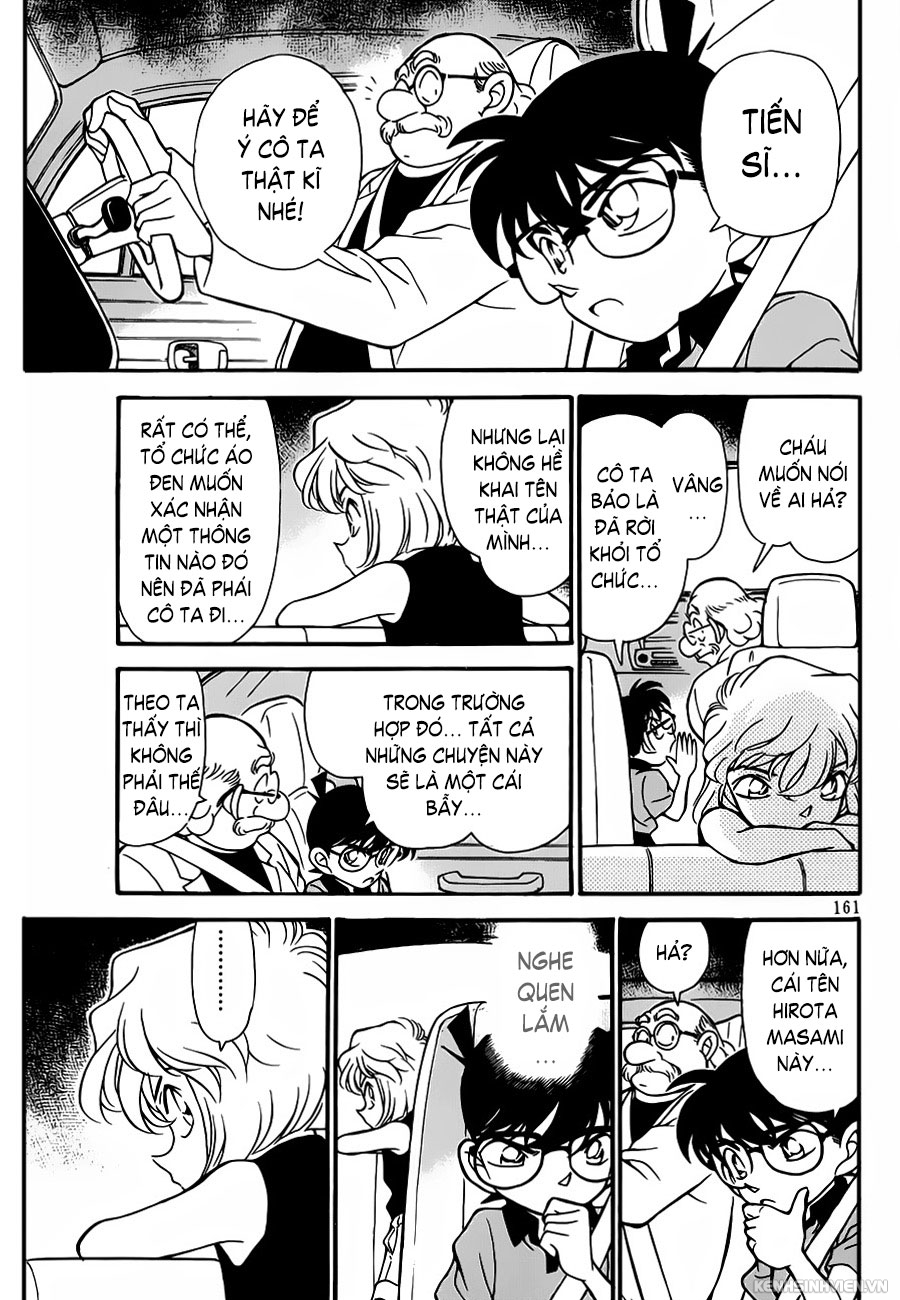 TIẾN
SĨ...
HÃY ĐỂ
Ý CÔ TA
THẬT KĨ
NHÉ!
CHÁU
MUỐN NÓI
VỀ AI HẢ?
VÂNG
...
CÔ TA
BẢO LÀ
ĐÃ RỜI
KHỎI TỔ
CHỨC...
NHƯNG LẠI
KHÔNG HỀ
KHAI TÊN
THẬT CỦA
MÌNH...
RẤT CÓ THỂ,
TỔ CHỨC ÁO
ĐEN MUỐN
XÁC NHẬN
MỘT THÔNG
TIN NÀO ĐÓ
NÊN ĐÃ PHÁI
CÔ TA ĐI...
TRONG TRƯỜNG
HỢP ĐÓ... TẤT CẢ
NHỮNG CHUYỆN NÀY
SẼ LÀ MỘT CÁI
BẪY...
THEO TA
THẤY THÌ
KHÔNG
PHẢI THẾ
ĐÂU...
161
HƠN NỮA,
CÁI TÊN
HIROTA
MASAMI
NÀY...
HẢ?
NGHE
QUEN
LẮM
...
.........
KENHSINHVIEN.VN